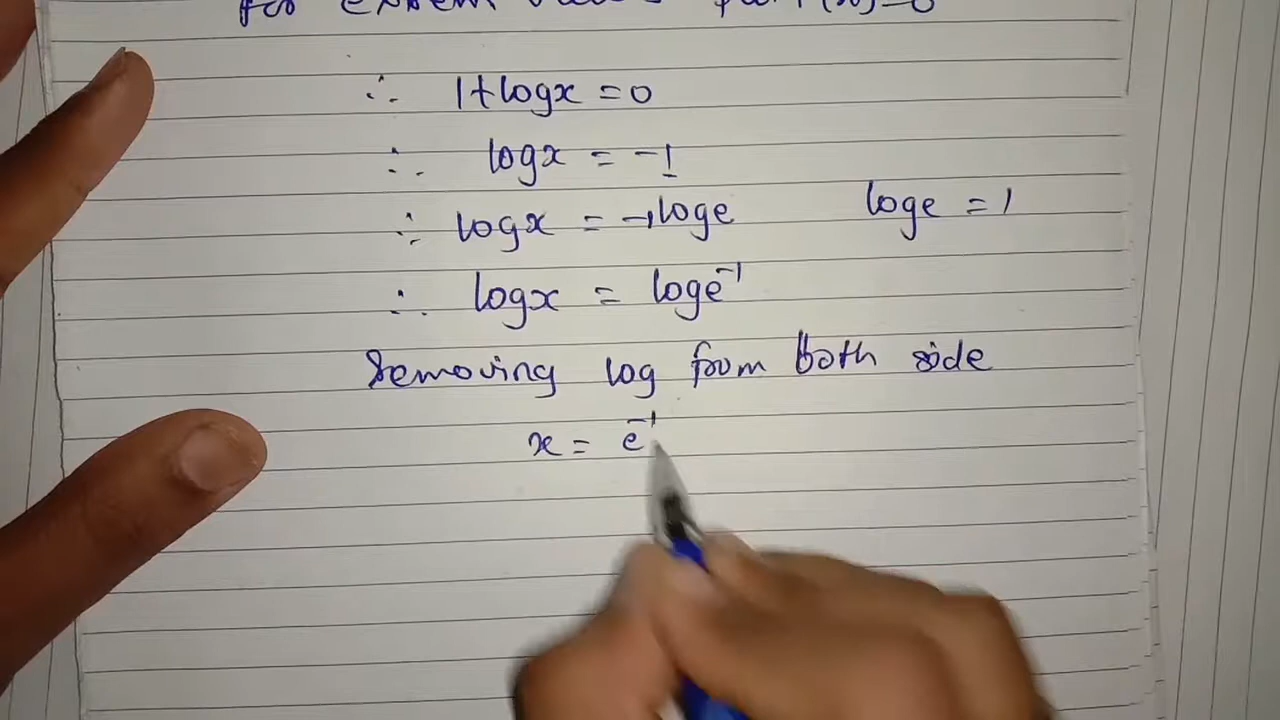 ∴ 1+logx = 0
∴ logx = -1
∴ logx = -1loge loge = 1
∴ logx = loge⁻¹
Removing log from both side
x = e⁻¹